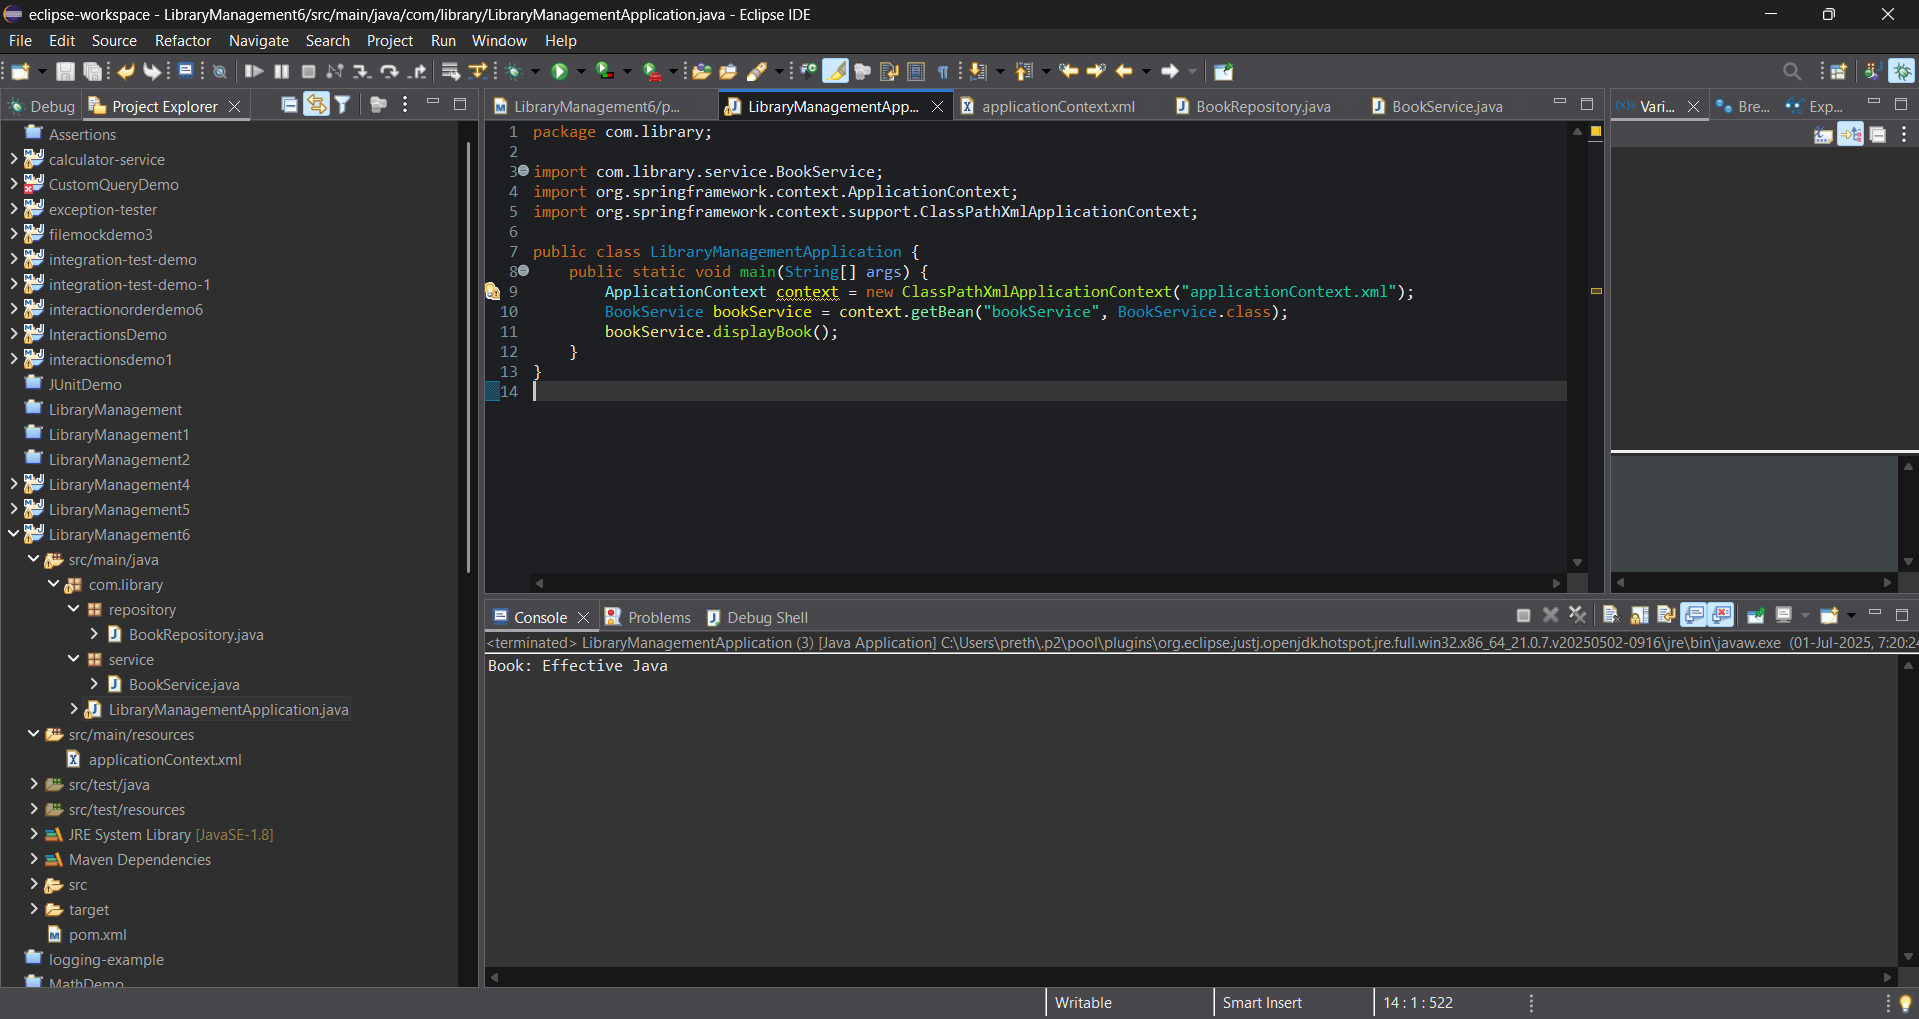 eclipse-workspace - LibraryManagement6/src/main/java/com/library/LibraryManagementApplication.java - Eclipse IDE
File Edit Source Refactor Navigate Search Project Run Window Help
Debug Project Explorer
Assertions
calculator-service
CustomQueryDemo
exception-tester
filemockdemo3
integration-test-demo
integration-test-demo-1
interactionorderdemo6
InteractionsDemo
interactionsdemo1
JUnitDemo
LibraryManagement
LibraryManagement1
LibraryManagement2
LibraryManagement4
LibraryManagement5
LibraryManagement6
src/main/java
com.library
repository
BookRepository.java
service
BookService.java
LibraryManagementApplication.java
src/main/resources
applicationContext.xml
src/test/java
src/test/resources
JRE System Library [JavaSE-1.8]
Maven Dependencies
src
target
pom.xml
logging-example
MathDemo
LibraryManagement6/p... LibraryManagementApp... applicationContext.xml BookRepository.java BookService.java
1 package com.library;
2
3 import com.library.service.BookService;
4 import org.springframework.context.ApplicationContext;
5 import org.springframework.context.support.ClassPathXmlApplicationContext;
6
7 public class LibraryManagementApplication {
8 public static void main(String[] args) {
9 ApplicationContext context = new ClassPathXmlApplicationContext("applicationContext.xml");
10 BookService bookService = context.getBean("bookService", BookService.class);
11 bookService.displayBook();
12 }
13 }
14
(x)= Vari... Bre... Exp...
Console Problems Debug Shell
<terminated> LibraryManagementApplication (3) [Java Application] C:\Users\preth\.p2\pool\plugins\org.eclipse.justj.openjdk.hotspot.jre.full.win32.x86_64_21.0.7.v20250502-0916\jre\bin\javaw.exe (01-Jul-2025, 7:20:24
Book: Effective Java
Writable Smart Insert 14 : 1 : 522